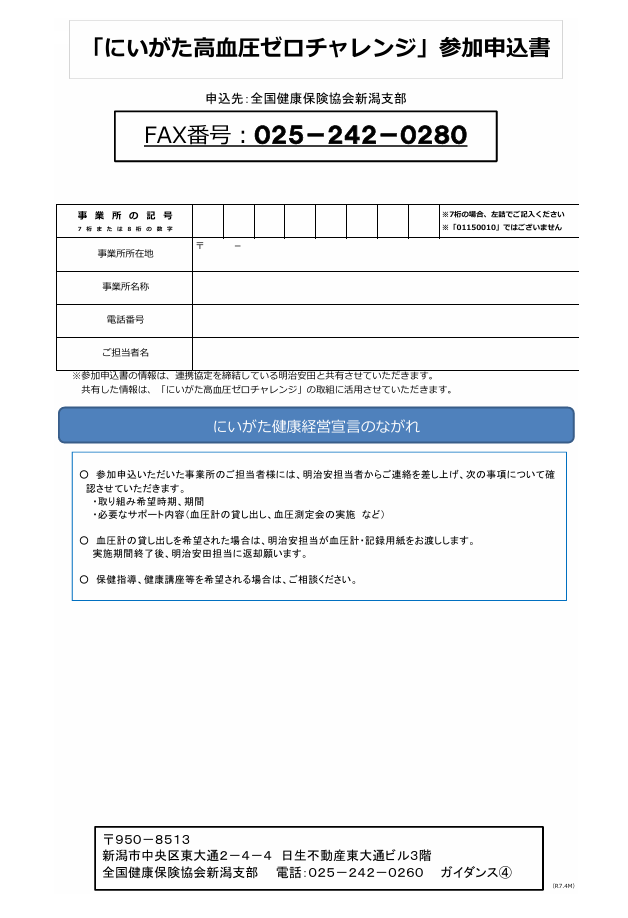 「にいがた高血圧ゼロチャレンジ」参加申込書
申込先：全国健康保険協会新潟支部
FAX番号：025－242－0280
事業所の記号
7桁または8桁の数字
※7桁の場合、左詰でご記入ください
※「01150010」ではございません
事業所所在地
〒　　－
事業所名称
電話番号
ご担当者名
※参加申込書の情報は、連携協定を締結している明治安田と共有させていただきます。
共有した情報は、「にいがた高血圧ゼロチャレンジ」の取組に活用させていただきます。
にいがた健康経営宣言のながれ
〇　参加申込いただいた事業所のご担当者様には、明治安担当者からご連絡を差し上げ、次の事項について確
認させていただきます。
・取り組み希望時期、期間
・必要なサポート内容（血圧計の貸し出し、血圧測定会の実施　など）
〇　血圧計の貸し出しを希望された場合は、明治安担当が血圧計・記録用紙をお渡しします。
実施期間終了後、明治安田担当に返却願います。
〇　保健指導、健康講座等を希望される場合は、ご相談ください。
〒950－8513
新潟市中央区東大通2－4－4　日生不動産東大通ビル3階
全国健康保険協会新潟支部　電話：025－242－0260　ガイダンス④
(R7.4M)